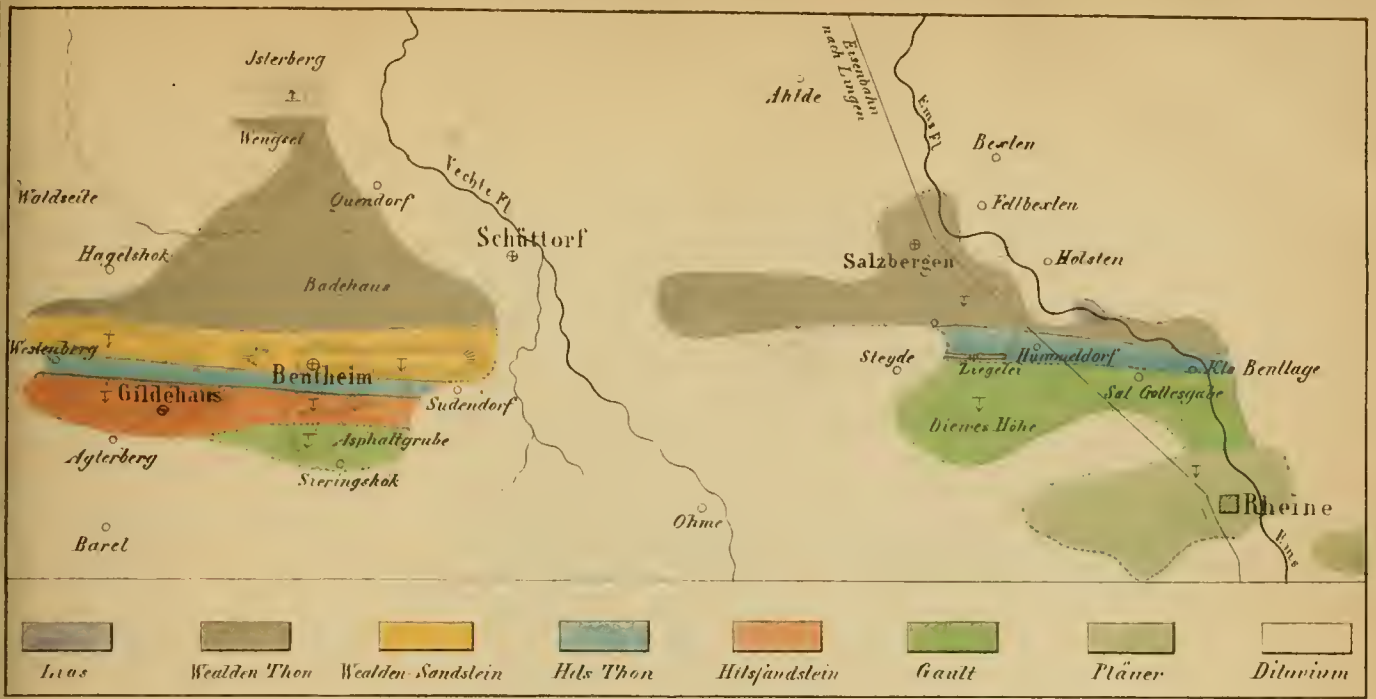 Isterberg
Wengsel
Waldseite
Quendorf
Hagelshok
Badehaus
Vechte Fl
Schüttorf
Westenberg
Bentheim
Gildehaus
Sudendorf
Asphaltgrube
Agterberg
Sieringshok
Barel
Ohme
Ahlde
Eisenbahn
nach Lingen
Ems Fl
Bexten
Fellbexten
Holsten
Salzbergen
Steyde
Hummeldorf
Ziegelei
Kls Bentlage
Sal Gottesgabe
Diewes Höhe
Rheine
Ems
Lias
Wealden Thon
Wealden-Sandstein
Hils Thon
Hilssandstein
Gault
Pläner
Diluvium